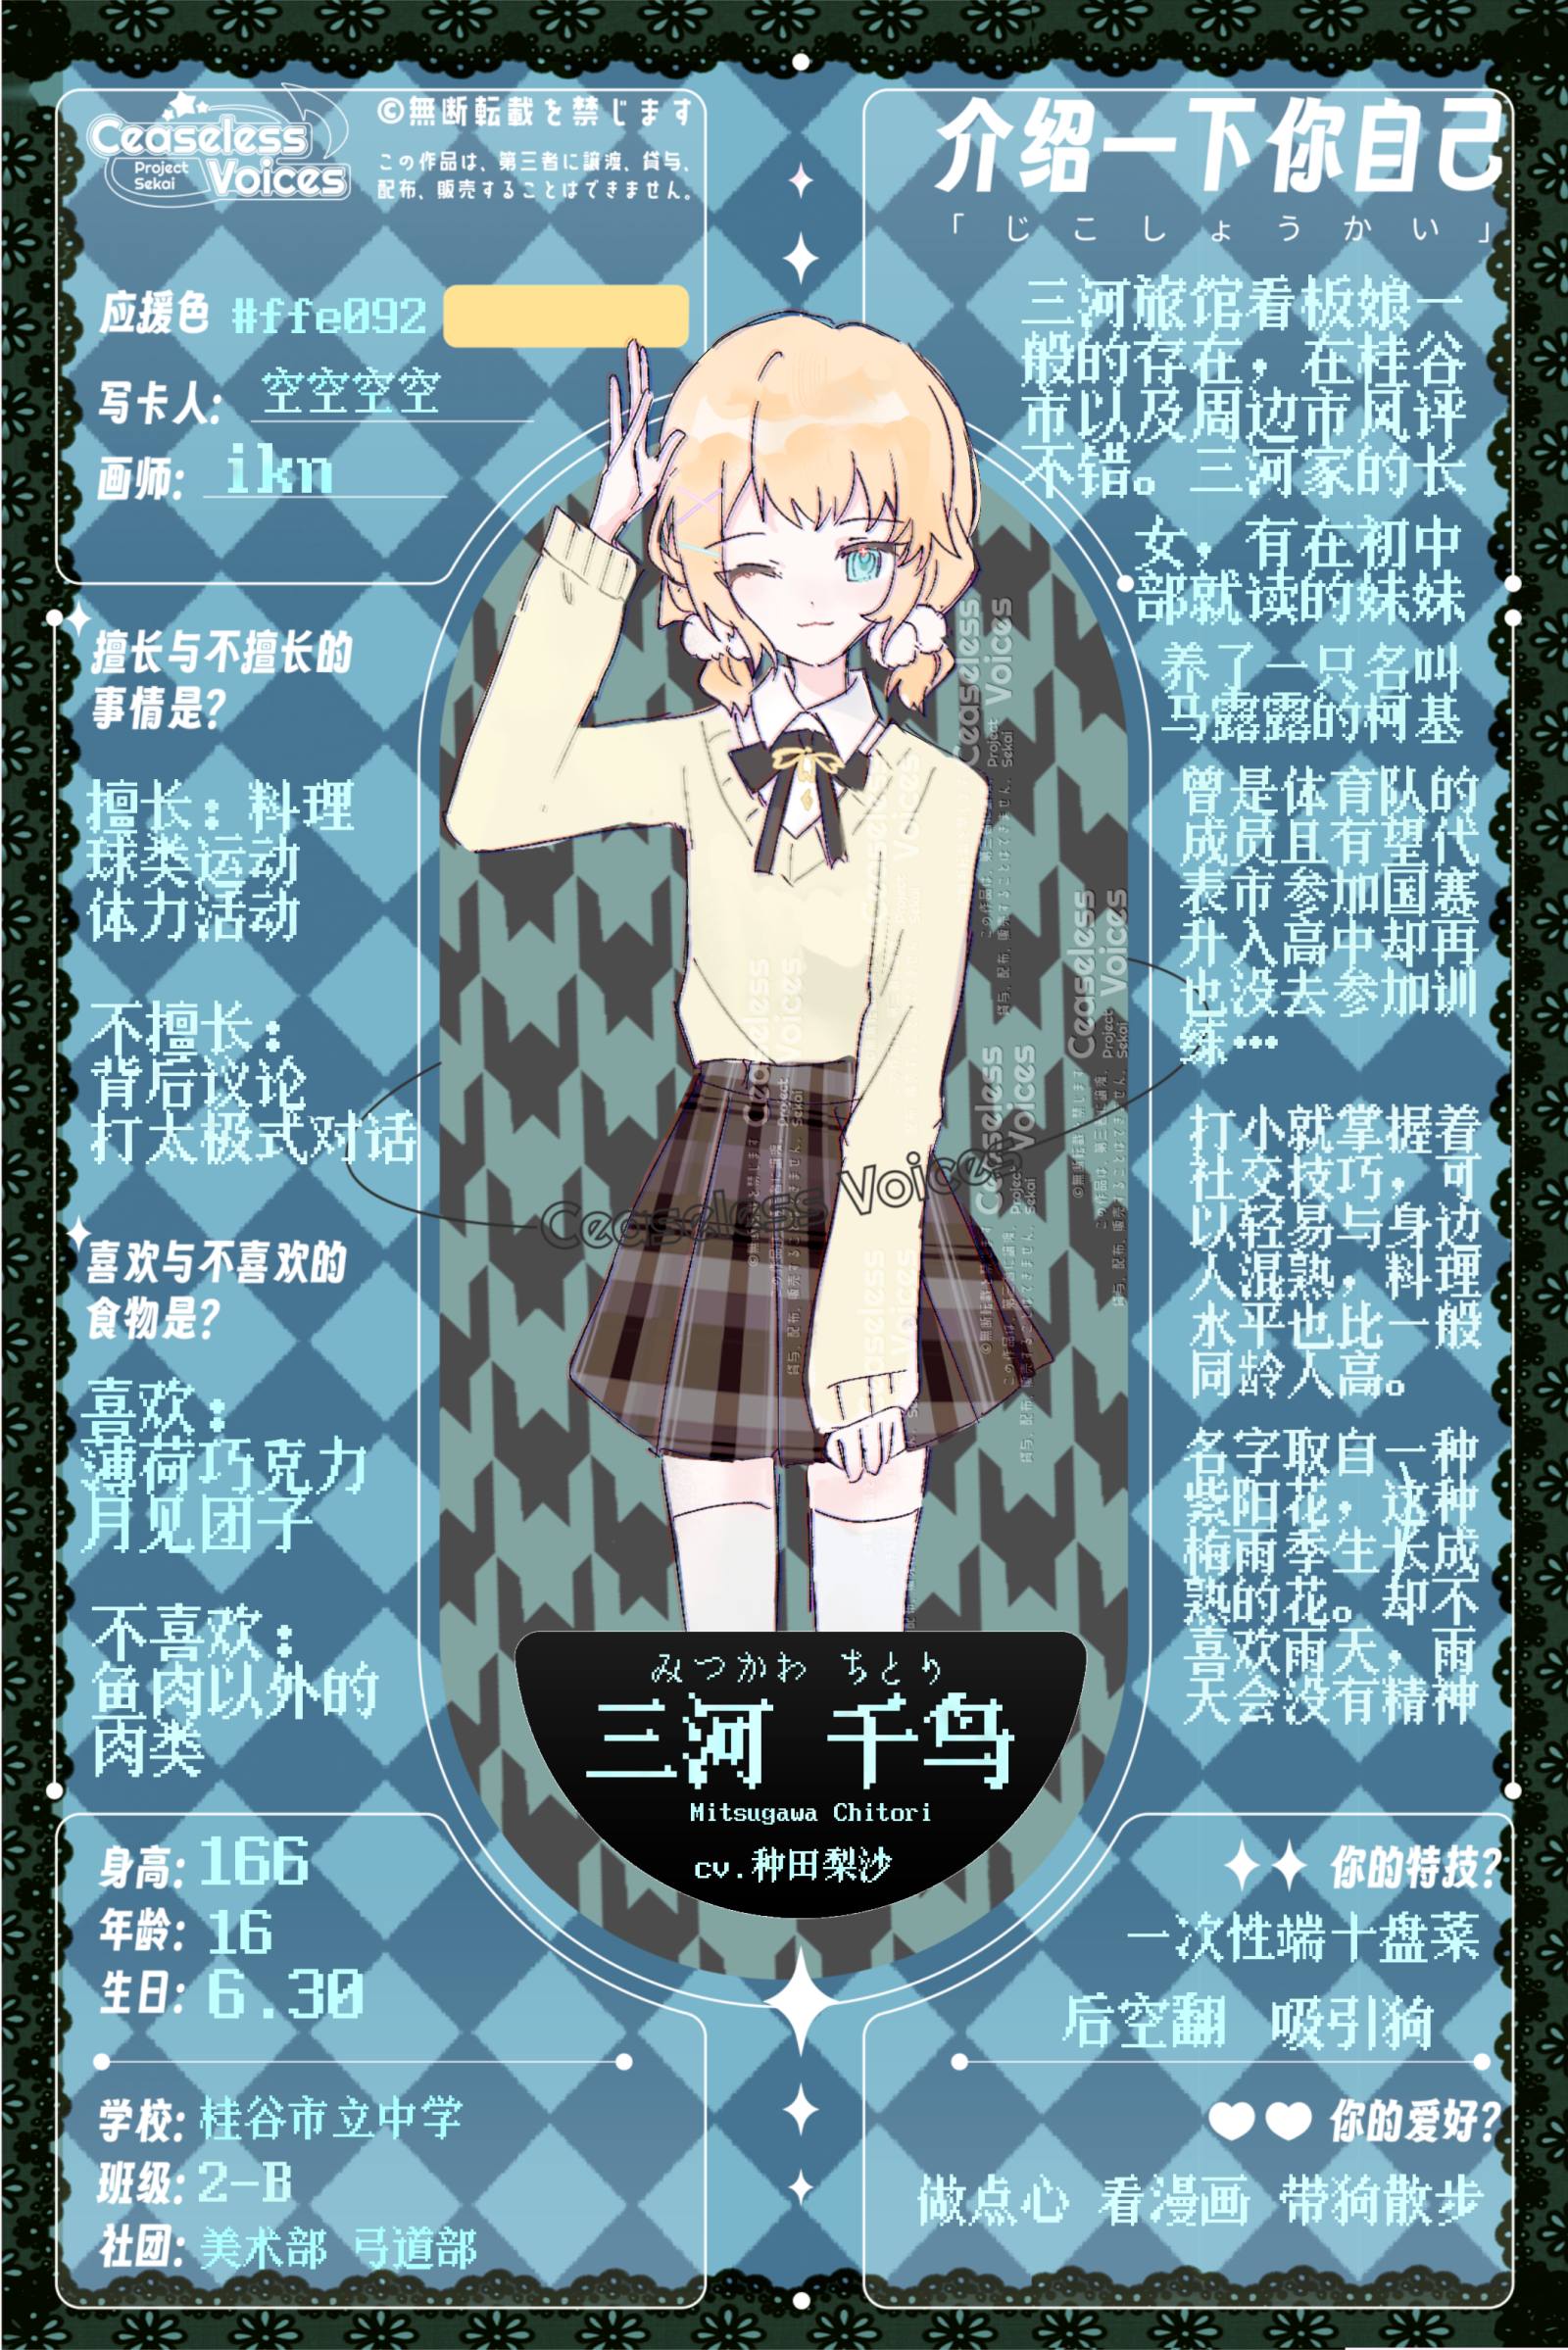 Ceaseless
Voices
Project
Sekai
©無断転載を禁じます
この作品は、第三者に譲渡、貸与、
配布、販売することはできません。
应援色 #ffe092
写卡人: 空空空空
画师: ikn
擅长与不擅长的
事情是?
擅长：料理
球类运动
体力活动
不擅长：
背后议论
打太极式对话
喜欢与不喜欢的
食物是?
喜欢：
薄荷巧克力
月见团子
不喜欢：
鱼肉以外的
肉类
介绍一下你自己
「じこしょうかい」
三河旅馆看板娘一
般的存在，在桂谷
市以及周边市风评
不错。三河家的长
女，有在初中
部就读的妹妹
养了一只名叫
马露露的柯基
曾是体育队的
成员且有望代
表市参加国赛
升入高中却再
也没去参加训
练…
打小就掌握着
社交技巧，可
以轻易与身边
人混熟，料理
水平也比一般
同龄人高。
名字取自一种
紫阳花，这种
梅雨季生长成
熟的花。却不
喜欢雨天，雨
天会没有精神
Ceaseless Voices
みつかわ ちとり
三河 千鸟
Mitsugawa Chitori
cv.种田梨沙
身高: 166
年龄: 16
生日: 6.30
学校: 桂谷市立中学
班级: 2-B
社团: 美术部 弓道部
你的特技?
一次性端十盘菜
后空翻 吸引狗
你的爱好?
做点心 看漫画 带狗散步